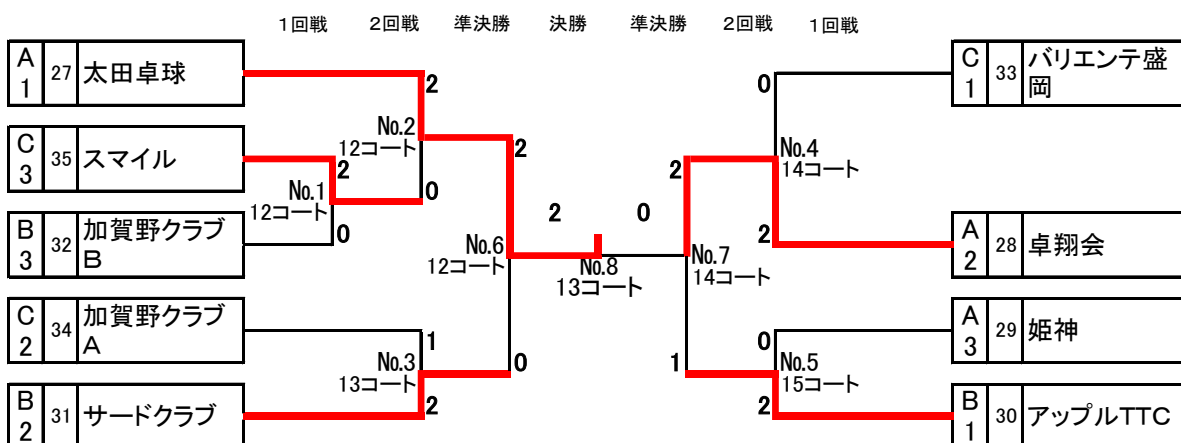 1回戦 2回戦 準決勝 決勝 準決勝 2回戦 1回戦
A
1
27
太田卓球
C
3
35
スマイル
B
3
32
加賀野クラブ
B
C
2
34
加賀野クラブ
A
B
2
31
サードクラブ
2
No.2
12コート
0
2
No.1
12コート
0
2
No.6
12コート
0
1
No.3
13コート
2
2 0
No.8
13コート
2
No.7
14コート
1
0
No.4
14コート
2
0
No.5
15コート
2
C
1
33
バリエンテ盛
岡
A
2
28
卓翔会
A
3
29
姫神
B
1
30
アップルTTC